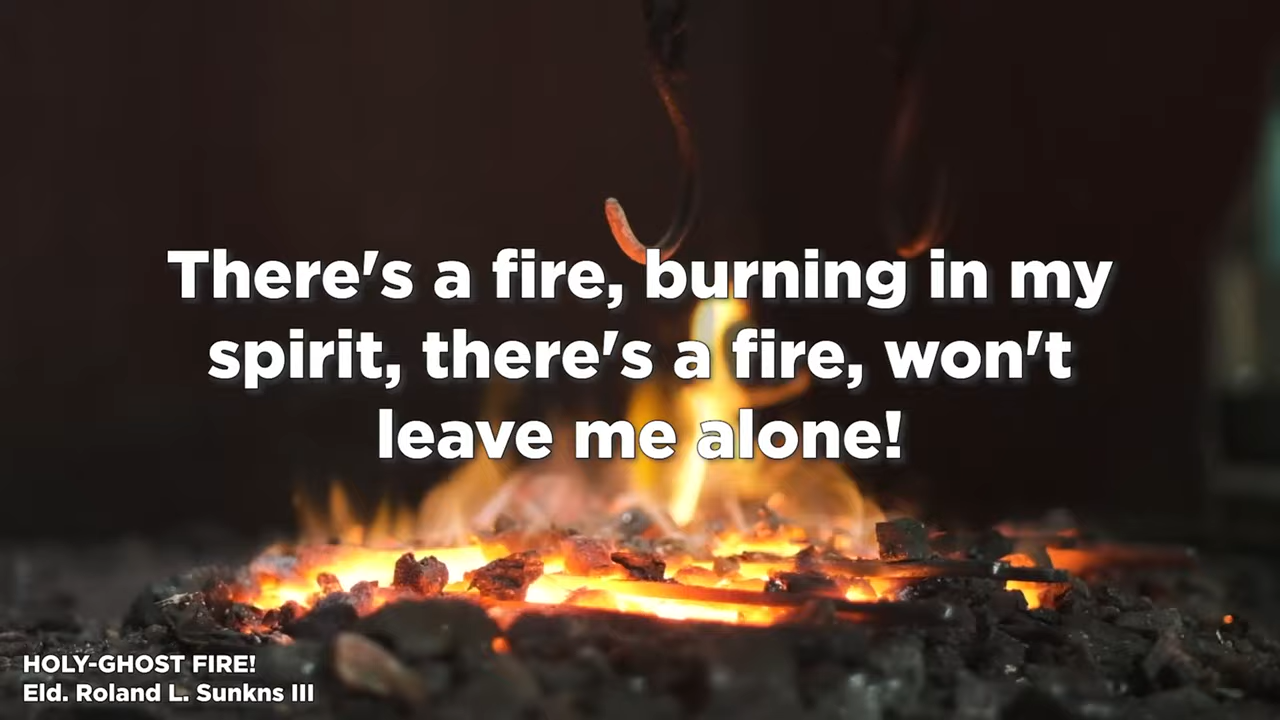 There's a fire, burning in my
spirit, there's a fire, won't
leave me alone!
HOLY-GHOST FIRE!
Eld. Roland L. Sunkns III